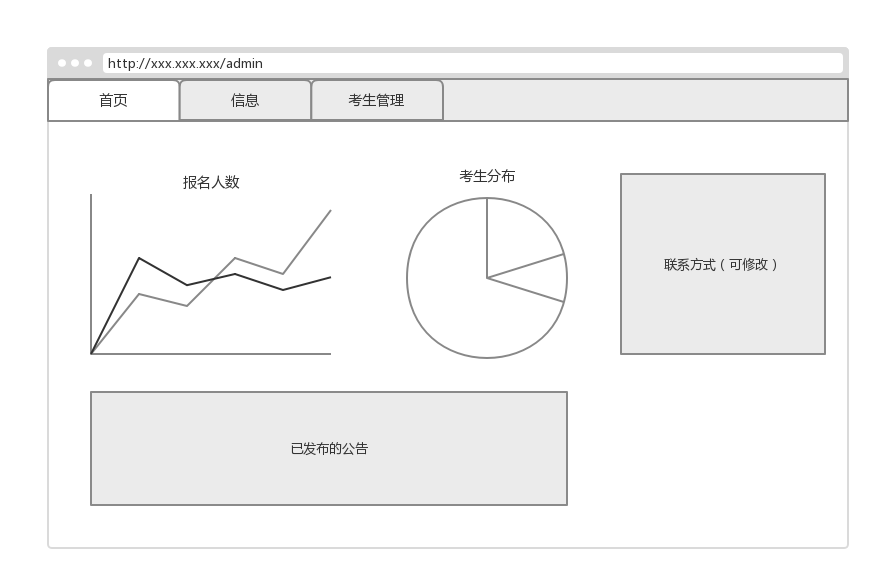 http://xxx.xxx.xxx/admin
首页
信息
考生管理
报名人数
考生分布
联系方式（可修改）
已发布的公告